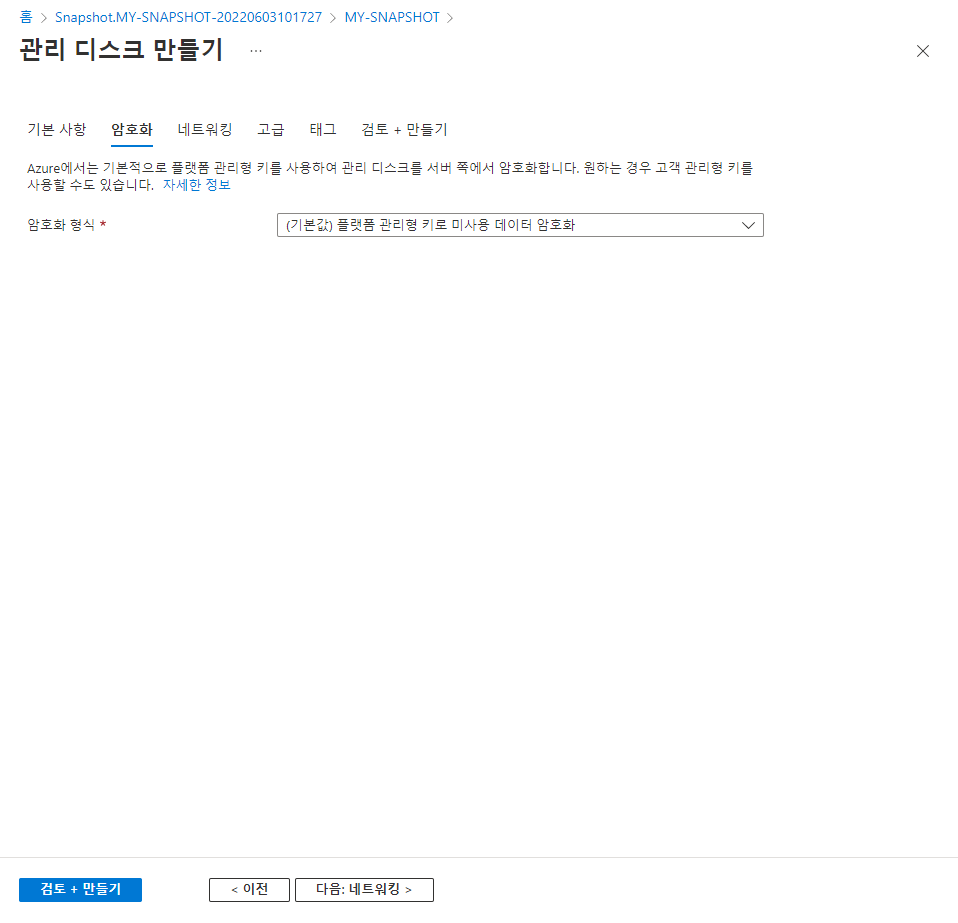 홈 > Snapshot.MY-SNAPSHOT-20220603101727 > MY-SNAPSHOT >
관리 디스크 만들기 ...
기본 사항 암호화 네트워킹 고급 태그 검토 + 만들기
Azure에서는 기본적으로 플랫폼 관리형 키를 사용하여 관리 디스크를 서버 쪽에서 암호화합니다. 원하는 경우 고객 관리형 키를
사용할 수도 있습니다. 자세한 정보
암호화 형식 * (기본값) 플랫폼 관리형 키로 미사용 데이터 암호화
검토 + 만들기 < 이전 다음: 네트워킹 >